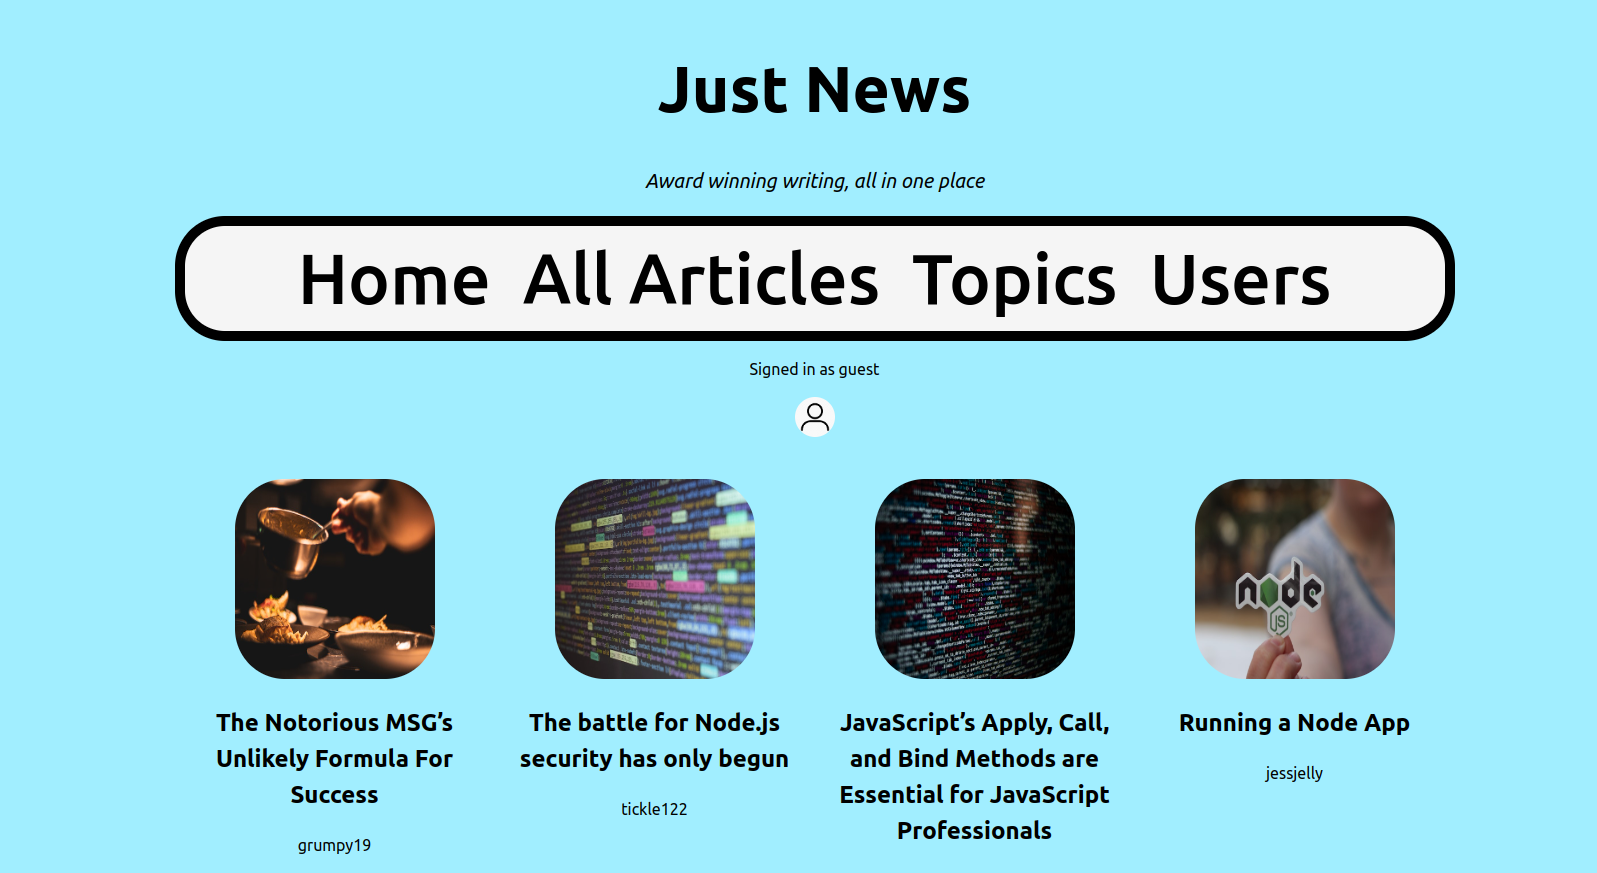 Just News
Award winning writing, all in one place
Home All Articles Topics Users
Signed in as guest
node
JS
The Notorious MSG’s
Unlikely Formula For
Success
grumpy19
The battle for Node.js
security has only begun
tickle122
JavaScript’s Apply, Call,
and Bind Methods are
Essential for JavaScript
Professionals
Running a Node App
jessjelly